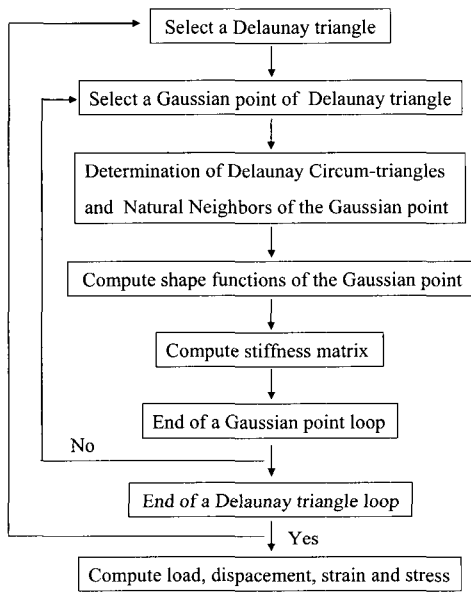 Select a Delaunay triangle
Select a Gaussian point of Delaunay triangle
Determination of Delaunay Circum-triangles
and Natural Neighbors of the Gaussian point
Compute shape functions of the Gaussian point
Compute stiffness matrix
End of a Gaussian point loop
No
End of a Delaunay triangle loop
Yes
Compute load, dispacement, strain and stress